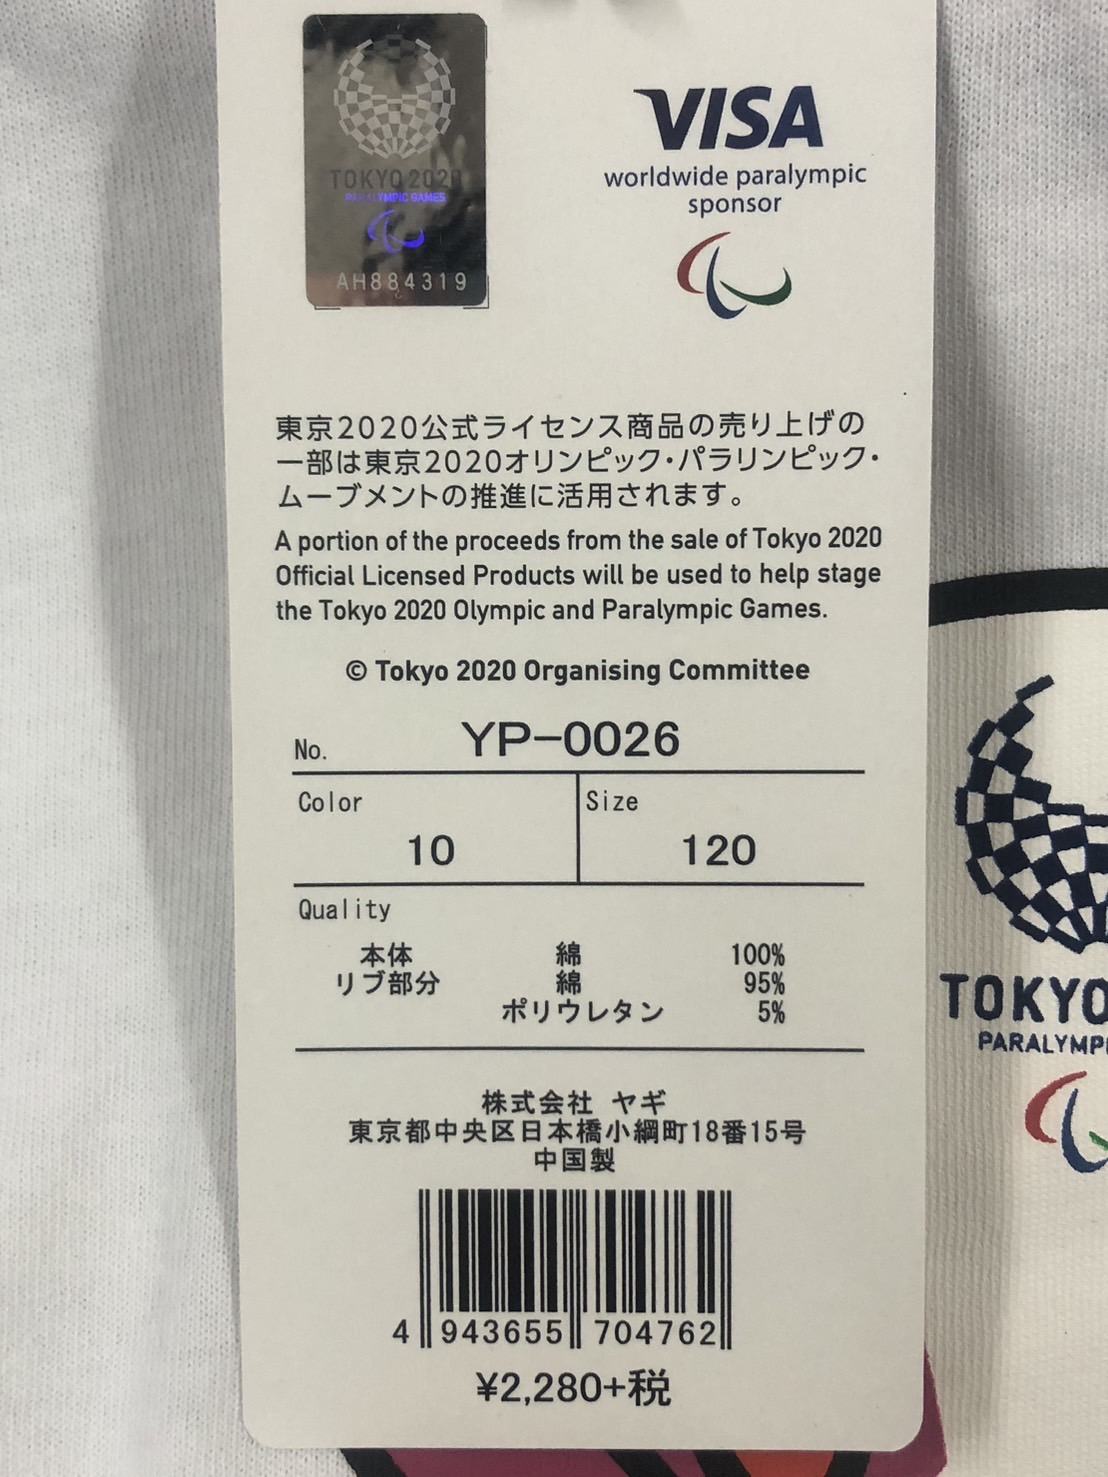 TOKYO 2020
PARALYMPIC GAMES
AH884319
VISA
worldwide paralympic
sponsor
東京2020公式ライセンス商品の売り上げの
一部は東京2020オリンピック・パラリンピック・
ムーブメントの推進に活用されます。
A portion of the proceeds from the sale of Tokyo 2020
Official Licensed Products will be used to help stage
the Tokyo 2020 Olympic and Paralympic Games.
© Tokyo 2020 Organising Committee
No. YP-0026
Color Size
10 120
Quality
本体 綿 100%
リブ部分 綿 95%
ポリウレタン 5%
株式会社 ヤギ
東京都中央区日本橋小網町18番15号
中国製
4 943655 704762
¥2,280+税
TOKYO
PARALYMPI